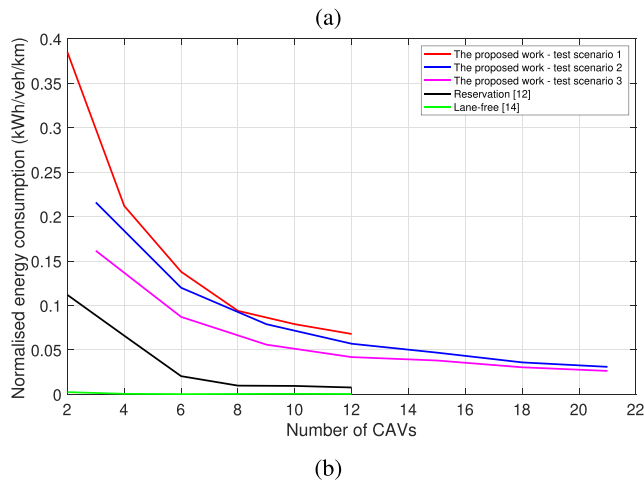 (a)
0.4
0.35
0.3
0.25
0.2
0.15
0.1
0.05
0
Normalised energy consumption (kWh/veh/km)
The proposed work - test scenario 1
The proposed work - test scenario 2
The proposed work - test scenario 3
Reservation [12]
Lane-free [14]
2 4 6 8 10 12 14 16 18 20 22
Number of CAVs
(b)